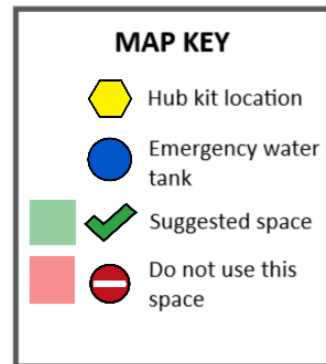 MAP KEY
Hub kit location
Emergency water
tank
Suggested space
Do not use this
space